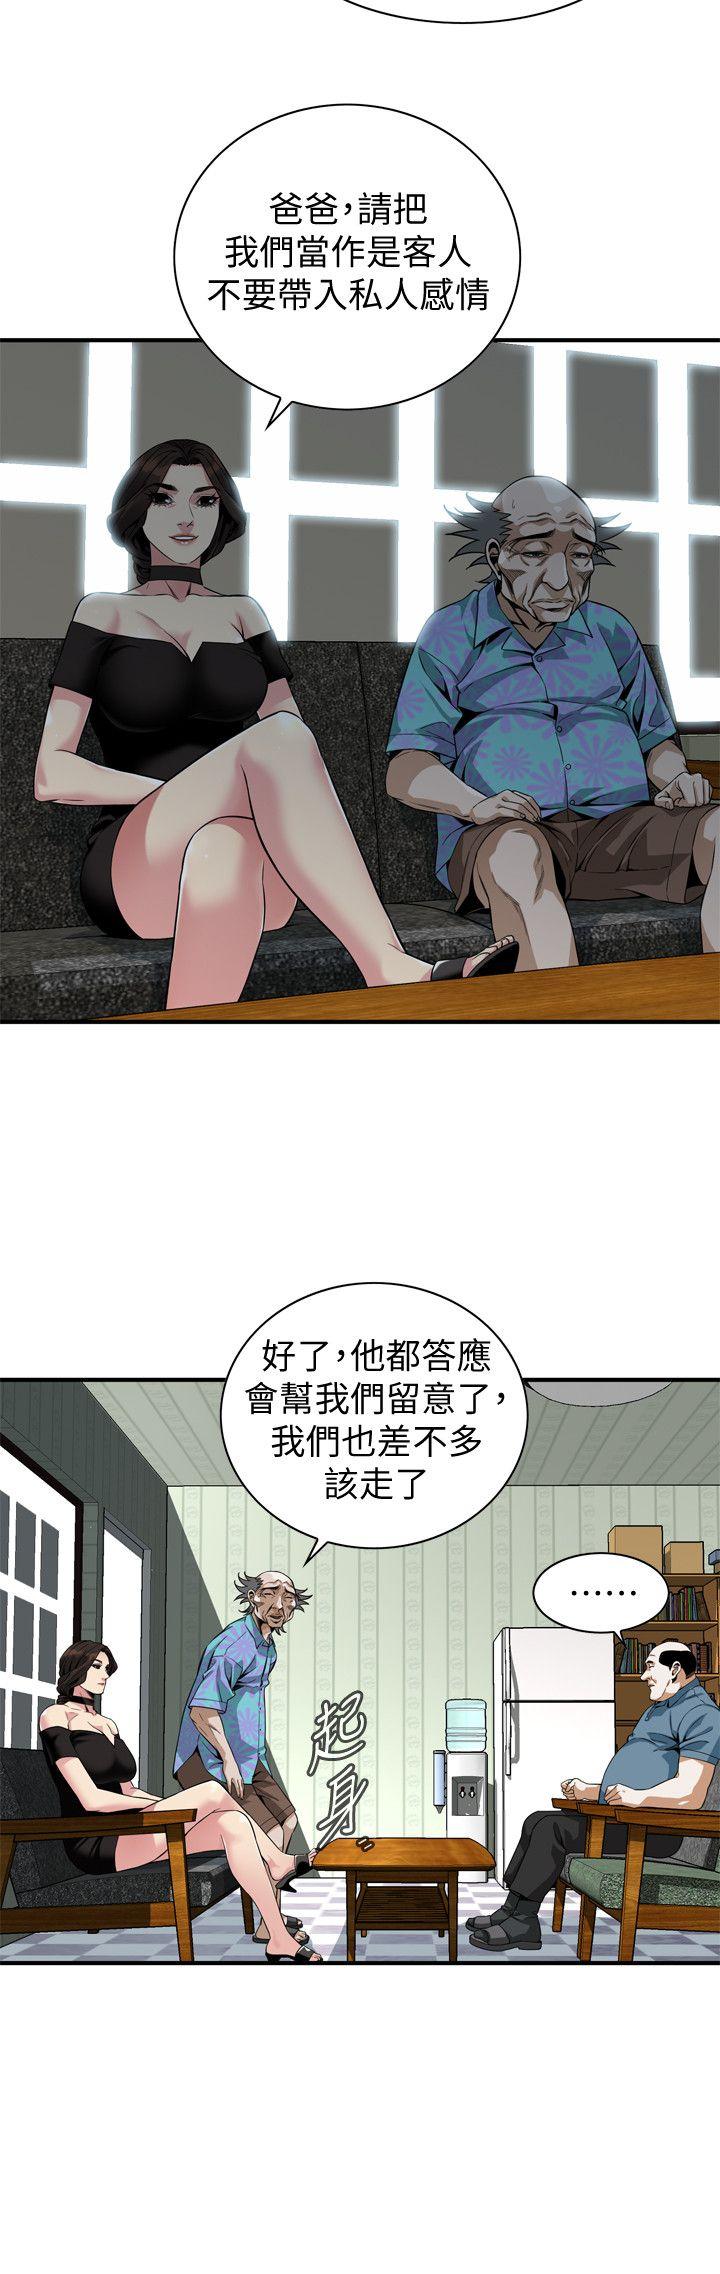 爸爸,請把
我們當作是客人
不要帶入私人感情
好了,他都答應
會幫我們留意了,
我們也差不多
該走了
……
起身